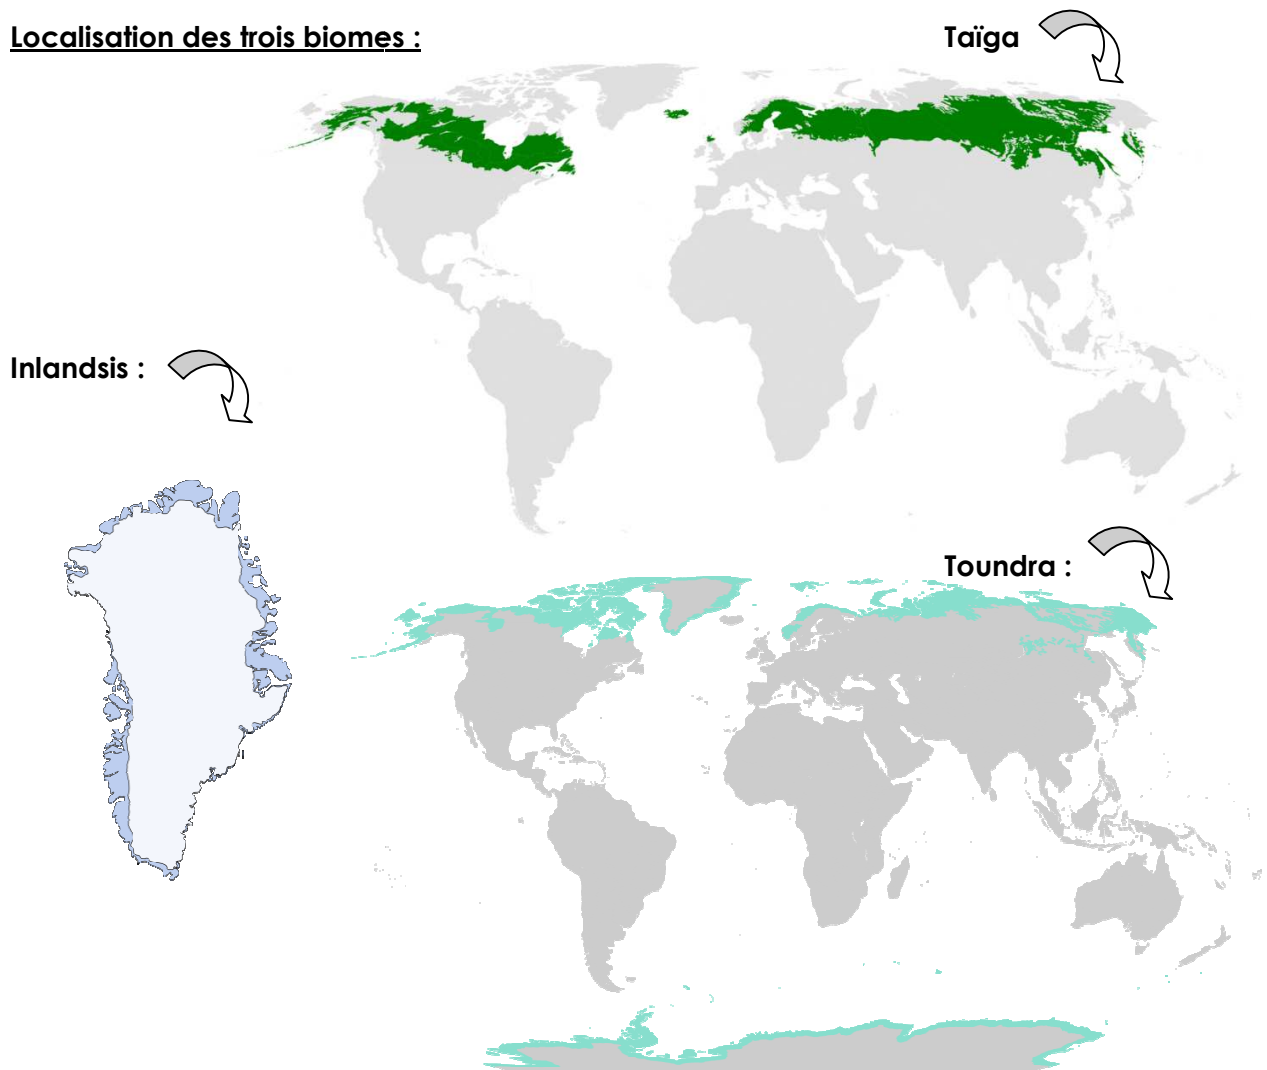 Localisation des trois biomes :
Taïga
Inlandsis :
Toundra :